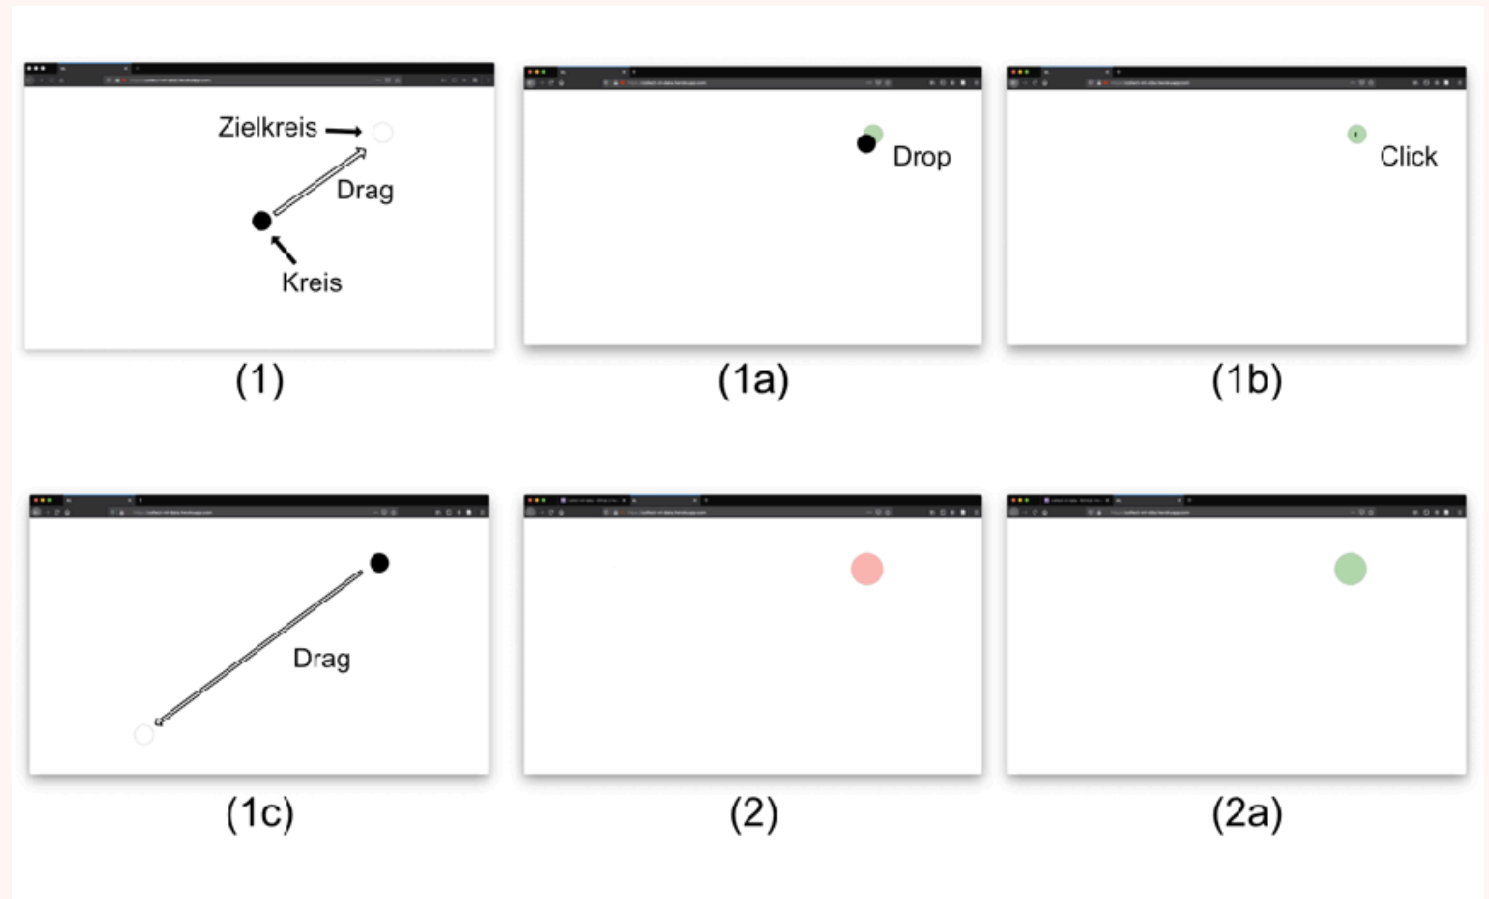 Zielkreis
Drag
Kreis
(1)
Drop
(1a)
Click
(1b)
Drag
(1c)
(2)
(2a)